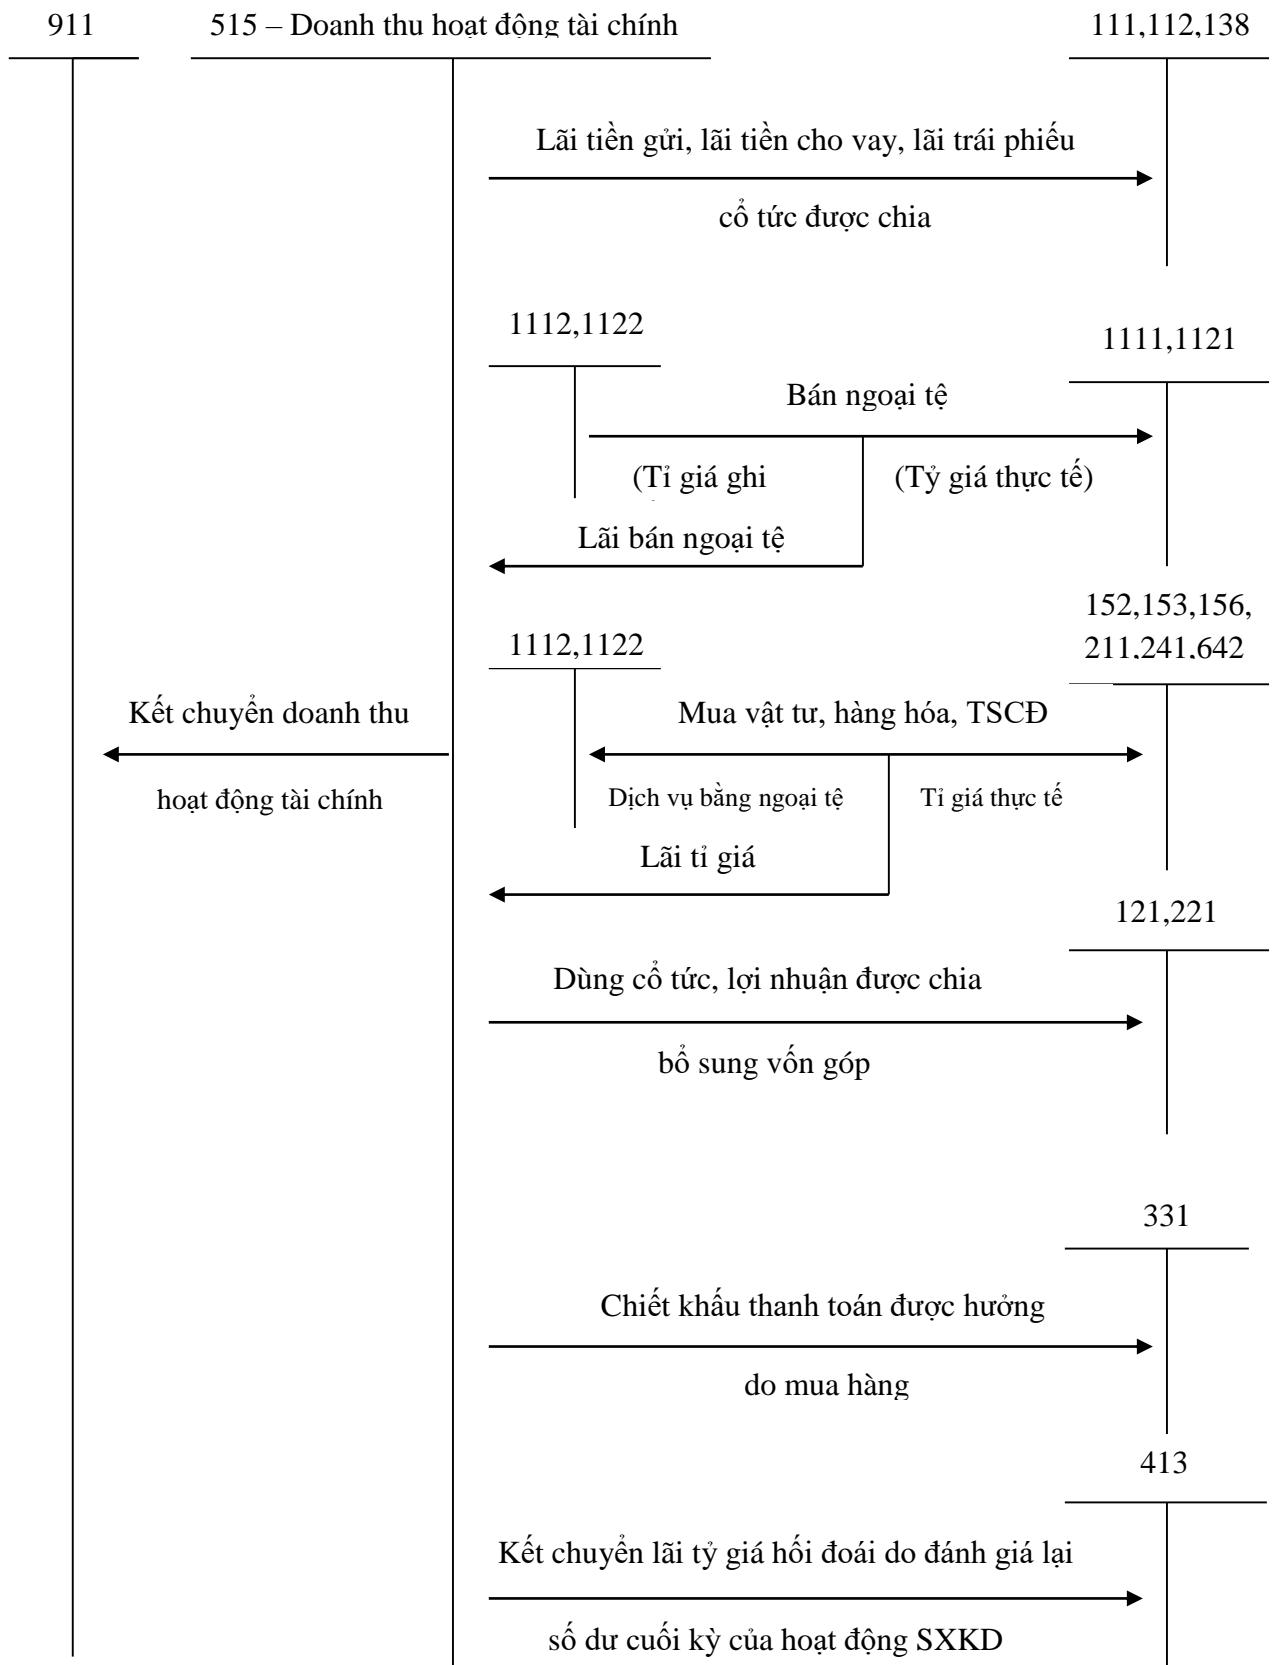 911
515 – Doanh thu hoạt động tài chính
111,112,138
Lãi tiền gửi, lãi tiền cho vay, lãi trái phiếu
cổ tức được chia
1112,1122
1111,1121
Bán ngoại tệ
(Tỉ giá ghi
(Tỷ giá thực tế)
Lãi bán ngoại tệ
152,153,156,
211,241,642
1112,1122
Kết chuyển doanh thu
Mua vật tư, hàng hóa, TSCĐ
hoạt động tài chính
Dịch vụ bằng ngoại tệ
Tỉ giá thực tế
Lãi tỉ giá
121,221
Dùng cổ tức, lợi nhuận được chia
bổ sung vốn góp
331
Chiết khấu thanh toán được hưởng
do mua hàng
413
Kết chuyển lãi tỷ giá hối đoái do đánh giá lại
số dư cuối kỳ của hoạt động SXKD